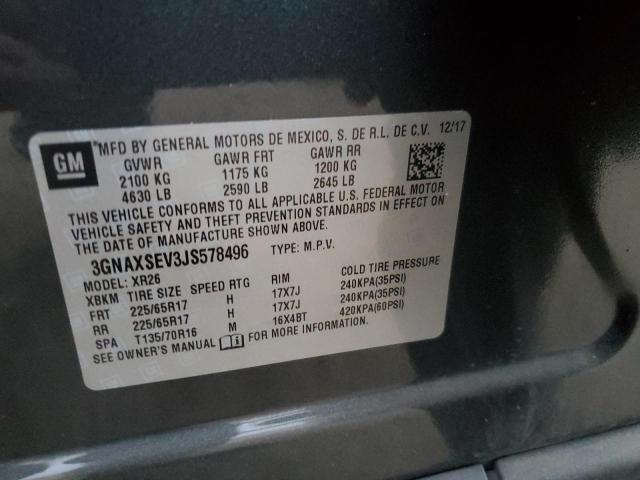 GM
*MFD BY GENERAL MOTORS DE MEXICO, S. DE R.L. DE C.V. 12/17
GVWR GAWR FRT GAWR RR
2100 KG 1175 KG 1200 KG
4630 LB 2590 LB 2645 LB
THIS VEHICLE CONFORMS TO ALL APPLICABLE U.S. FEDERAL MOTOR
VEHICLE SAFETY AND THEFT PREVENTION STANDARDS IN EFFECT ON
THE DATE OF MANUFACTURE SHOWN ABOVE.
3GNAXSEV3JS578496 TYPE: M.P.V.
MODEL: XR26
XBKM TIRE SIZE SPEED RTG RIM COLD TIRE PRESSURE
FRT 225/65R17 H 17X7J 240KPA(35PSI)
RR 225/65R17 H 17X7J 240KPA(35PSI)
SPA T135/70R16 M 16X4BT 420KPA(60PSI)
SEE OWNER'S MANUAL FOR MORE INFORMATION.